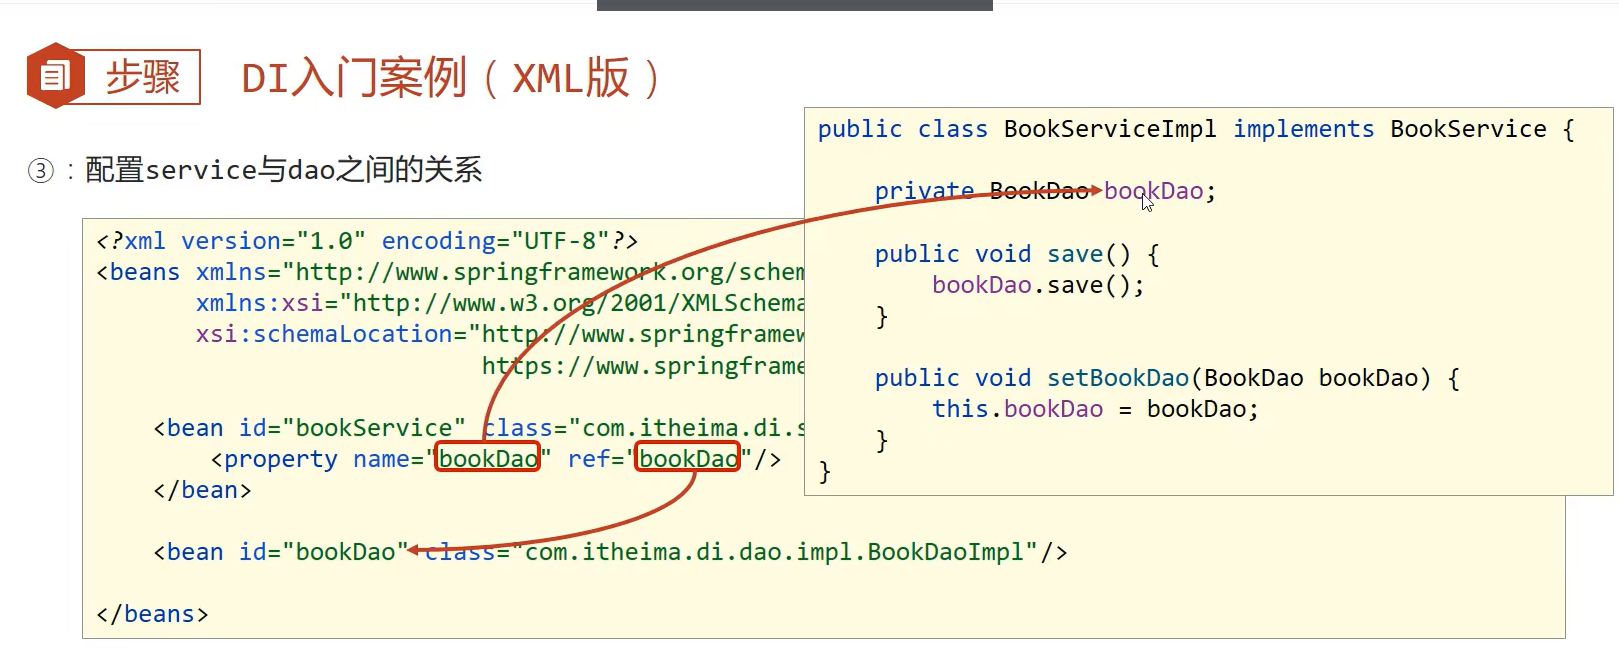 步骤
DI入门案例（XML版）
③：配置service与dao之间的关系
<?xml version="1.0" encoding="UTF-8"?>
<beans xmlns="http://www.springframework.org/schem
xmlns:xsi="http://www.w3.org/2001/XMLSchema
xsi:schemaLocation="http://www.springframew
https://www.springframe
<bean id="bookService" class="com.itheima.di.s
<property name="bookDao" ref="bookDao"/>
</bean>
<bean id="bookDao" class="com.itheima.di.dao.impl.BookDaoImpl"/>
</beans>
public class BookServiceImpl implements BookService {
private BookDao bookDao;
public void save() {
bookDao.save();
}
public void setBookDao(BookDao bookDao) {
this.bookDao = bookDao;
}
}